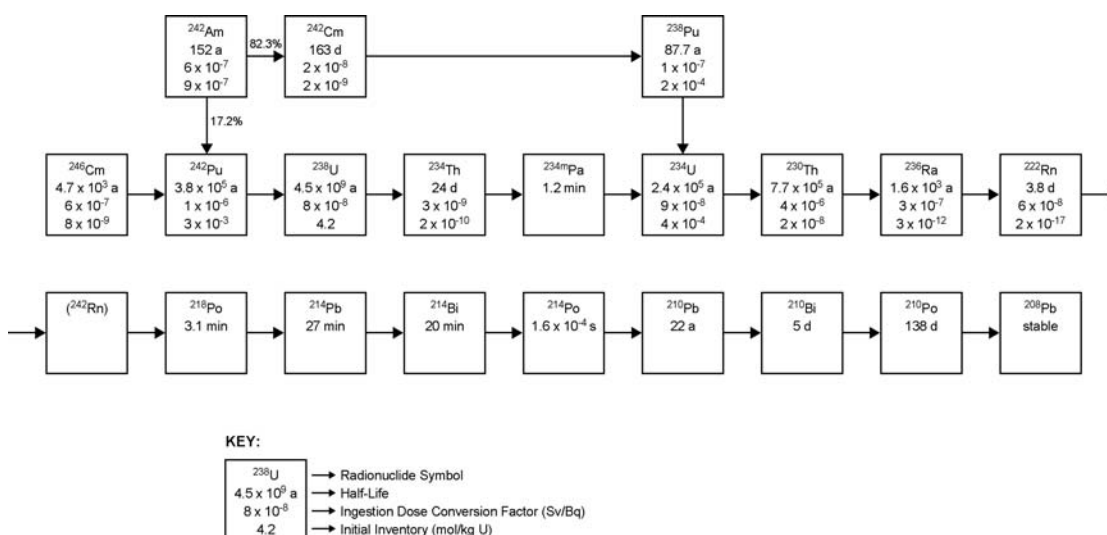 ²⁴²Am
152 a
6 x 10⁻⁷
9 x 10⁻⁷
82.3%
²⁴²Cm
163 d
2 x 10⁻⁸
2 x 10⁻⁹
²³⁸Pu
87.7 a
1 x 10⁻⁷
2 x 10⁻⁴
17.2%
²⁴⁶Cm
4.7 x 10³ a
6 x 10⁻⁷
8 x 10⁻⁹
²⁴²Pu
3.8 x 10⁵ a
1 x 10⁻⁶
3 x 10⁻³
²³⁸U
4.5 x 10⁹ a
8 x 10⁻⁸
4.2
²³⁴Th
24 d
3 x 10⁻⁹
2 x 10⁻¹⁰
²³⁴ᵐPa
1.2 min
²³⁴U
2.4 x 10⁵ a
9 x 10⁻⁸
4 x 10⁻⁴
²³⁰Th
7.7 x 10⁵ a
4 x 10⁻⁶
2 x 10⁻⁸
²³⁶Ra
1.6 x 10³ a
3 x 10⁻⁷
3 x 10⁻¹²
²²²Rn
3.8 d
6 x 10⁻⁸
2 x 10⁻¹⁷
(²⁴²Rn)
²¹⁸Po
3.1 min
²¹⁴Pb
27 min
²¹⁴Bi
20 min
²¹⁴Po
1.6 x 10⁻⁴ s
²¹⁰Pb
22 a
²¹⁰Bi
5 d
²¹⁰Po
138 d
²⁰⁸Pb
stable
KEY:
²³⁸U Radionuclide Symbol
4.5 x 10⁹ a Half-Life
8 x 10⁻⁸ Ingestion Dose Conversion Factor (Sv/Bq)
4.2 Initial Inventory (mol/kg U)